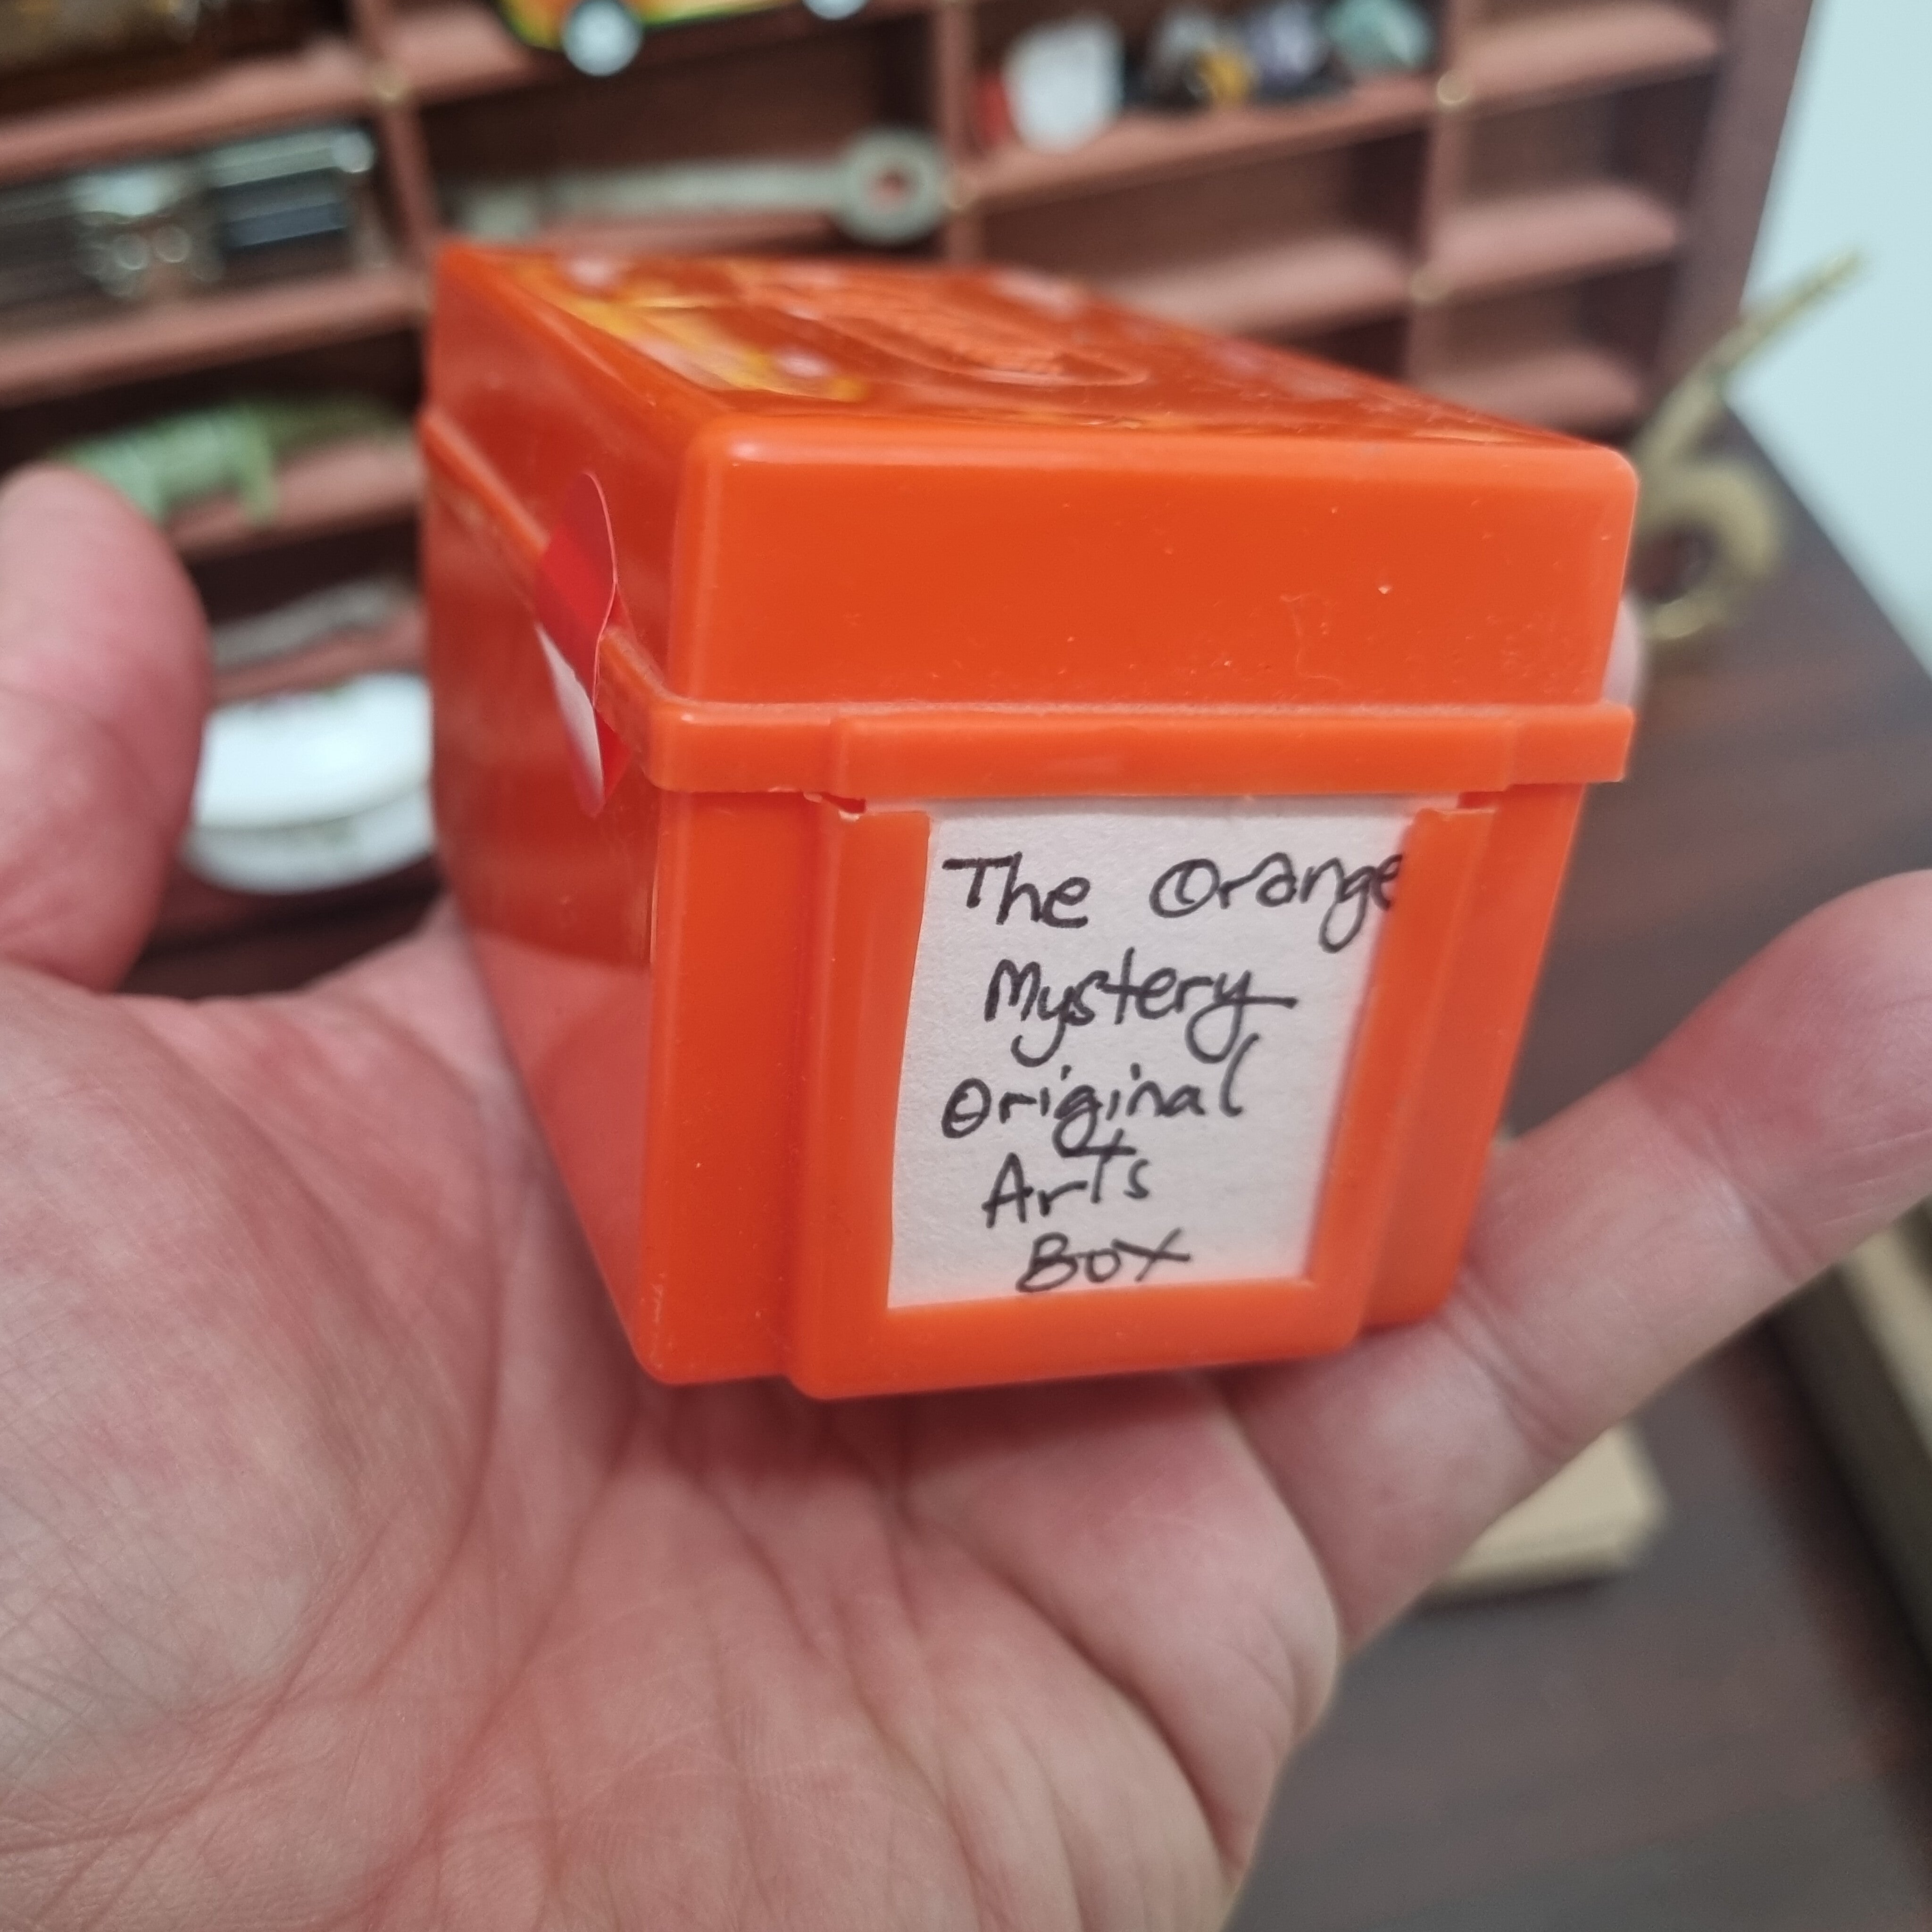 The Orange
Mystery
Original
Arts
Box